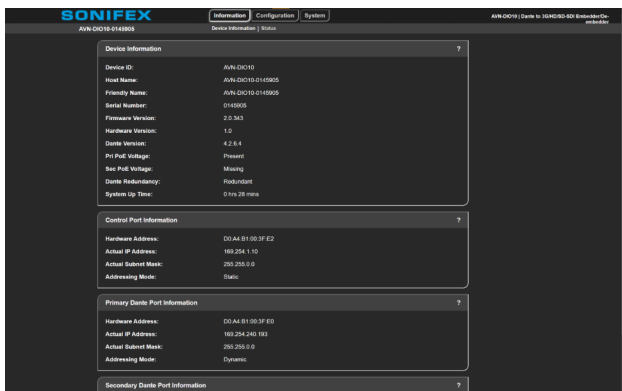 SONIFEX
Information Configuration System
AVN-DIO10 | Dante to 3G/HD/SD-SDI Embedder/De-embedder
AVN-DIO10-0145905
Device Information | Status
Device Information ?
Device ID: AVN-DIO10
Host Name: AVN-DIO10-0145905
Friendly Name: AVN-DIO10-0145905
Serial Number: 0145905
Firmware Version: 2.0.343
Hardware Version: 1.0
Dante Version: 4.2.6.4
Pri PoE Voltage: Present
Sec PoE Voltage: Missing
Dante Redundancy: Redundant
System Up Time: 0 hrs 28 mins
Control Port Information ?
Hardware Address: D0:A4:B1:00:3F:E2
Actual IP Address: 169.254.1.10
Actual Subnet Mask: 255.255.0.0
Addressing Mode: Static
Primary Dante Port Information ?
Hardware Address: D0:A4:B1:00:3F:E0
Actual IP Address: 169.254.240.193
Actual Subnet Mask: 255.255.0.0
Addressing Mode: Dynamic
Secondary Dante Port Information ?